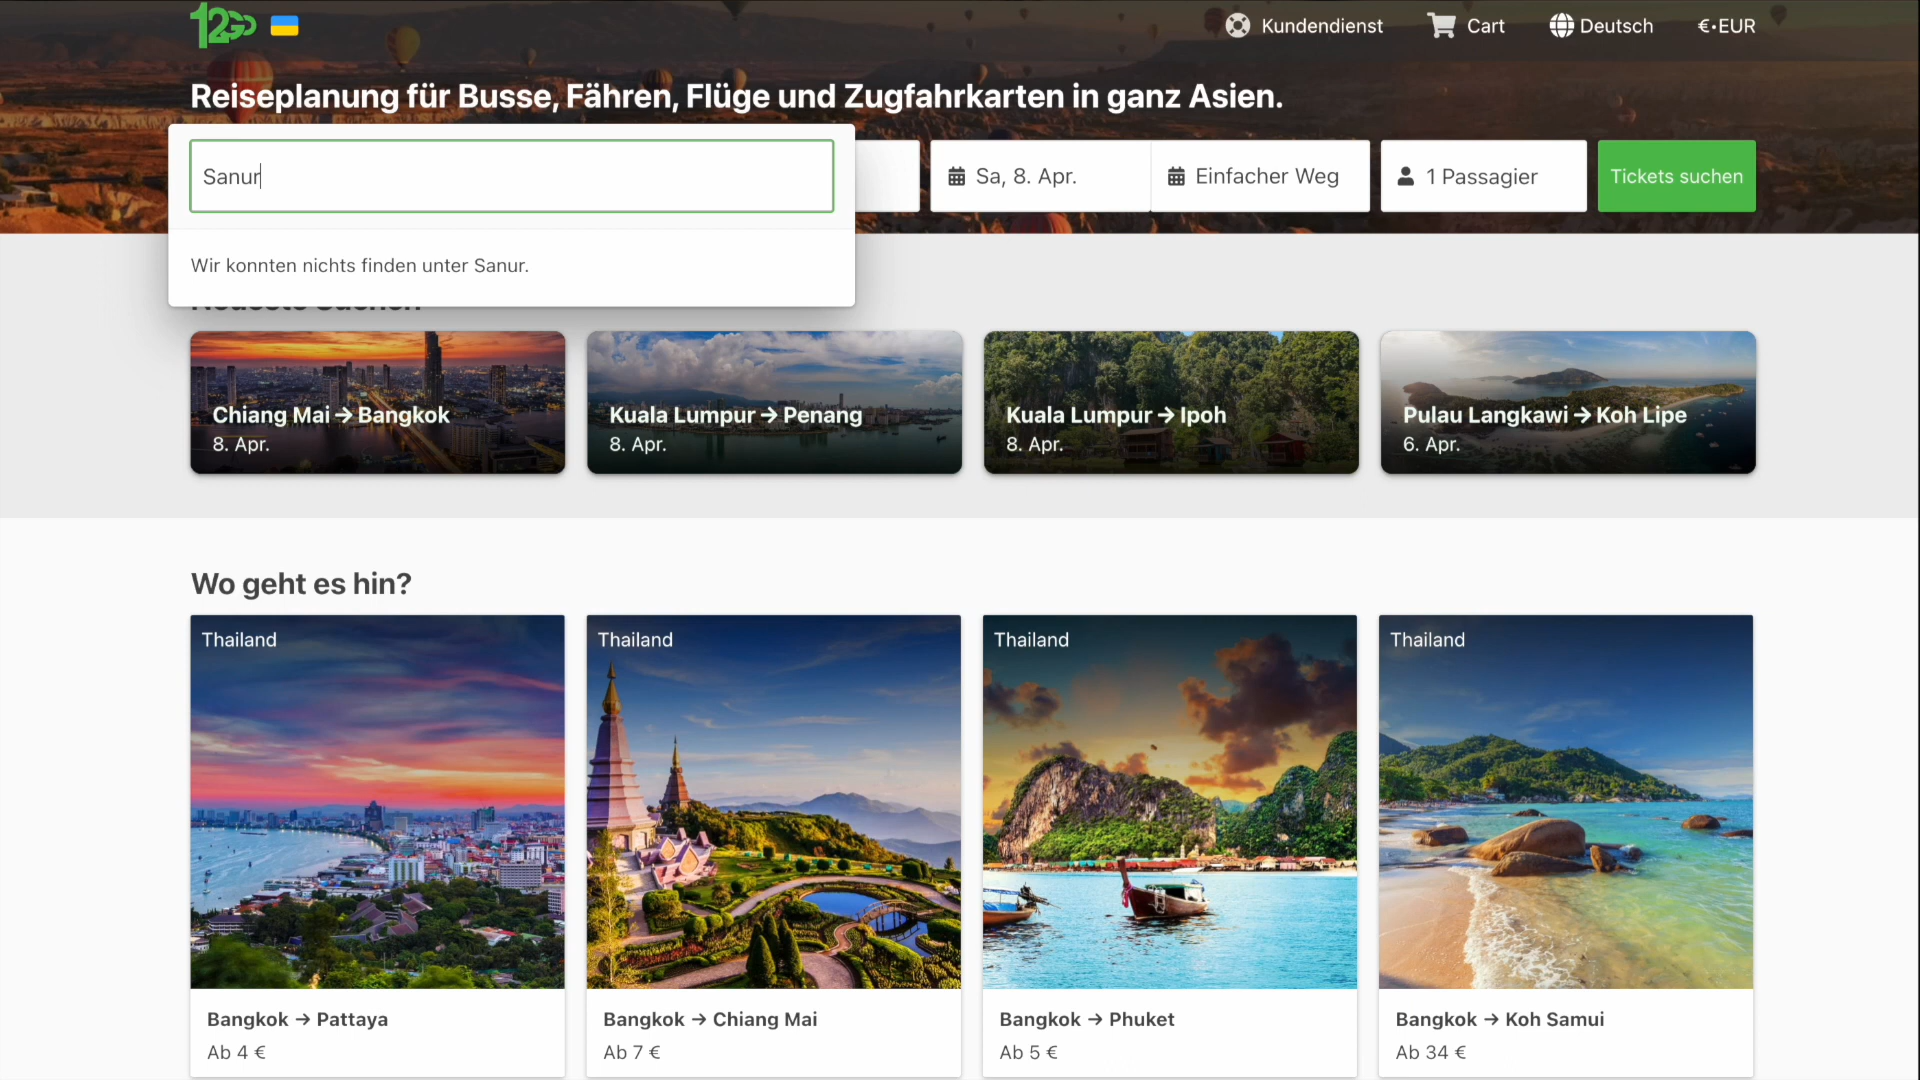 12GO
Kundendienst
Cart
Deutsch
€•EUR
Reiseplanung für Busse, Fähren, Flüge und Zugfahrkarten in ganz Asien.
Sanur
Sa, 8. Apr.
Einfacher Weg
1 Passagier
Tickets suchen
Wir konnten nichts finden unter Sanur.
Neueste Suchen
Chiang Mai → Bangkok
8. Apr.
Kuala Lumpur → Penang
8. Apr.
Kuala Lumpur → Ipoh
8. Apr.
Pulau Langkawi → Koh Lipe
6. Apr.
Wo geht es hin?
Thailand
Bangkok → Pattaya
Ab 4 €
Thailand
Bangkok → Chiang Mai
Ab 7 €
Thailand
Bangkok → Phuket
Ab 5 €
Thailand
Bangkok → Koh Samui
Ab 34 €